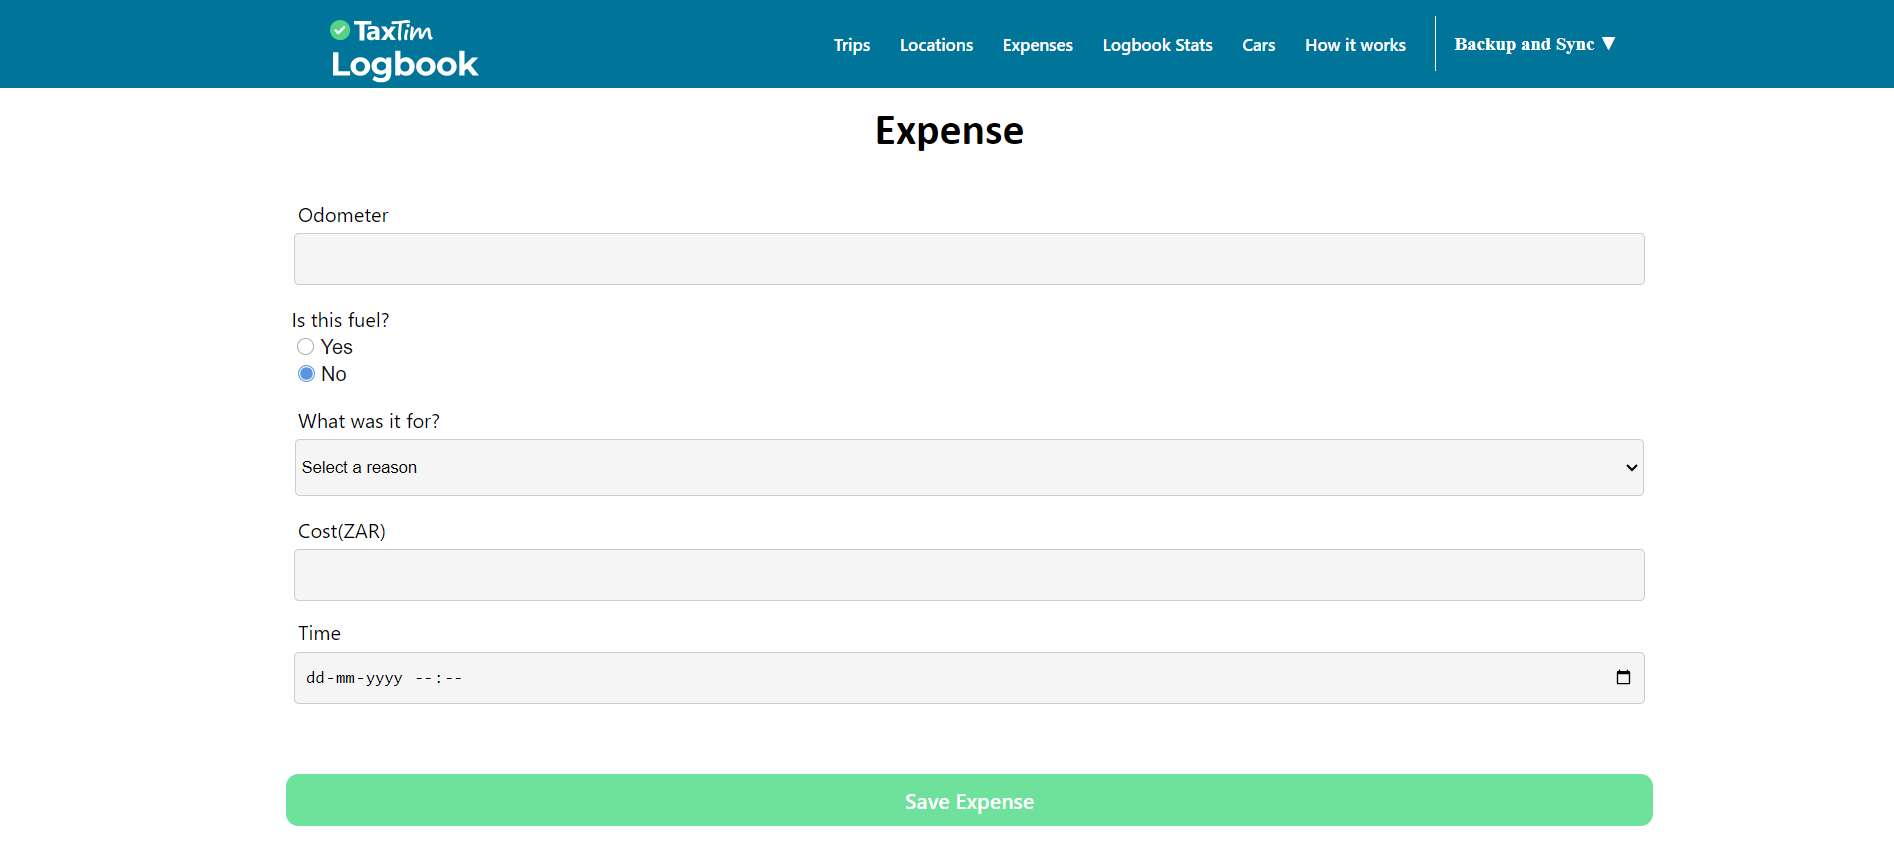 TaxTim
Logbook
Trips Locations Expenses Logbook Stats Cars How it works Backup and Sync ▼
Expense
Odometer
Is this fuel?
Yes
No
What was it for?
Select a reason
Cost(ZAR)
Time
dd-mm-yyyy --:--
Save Expense